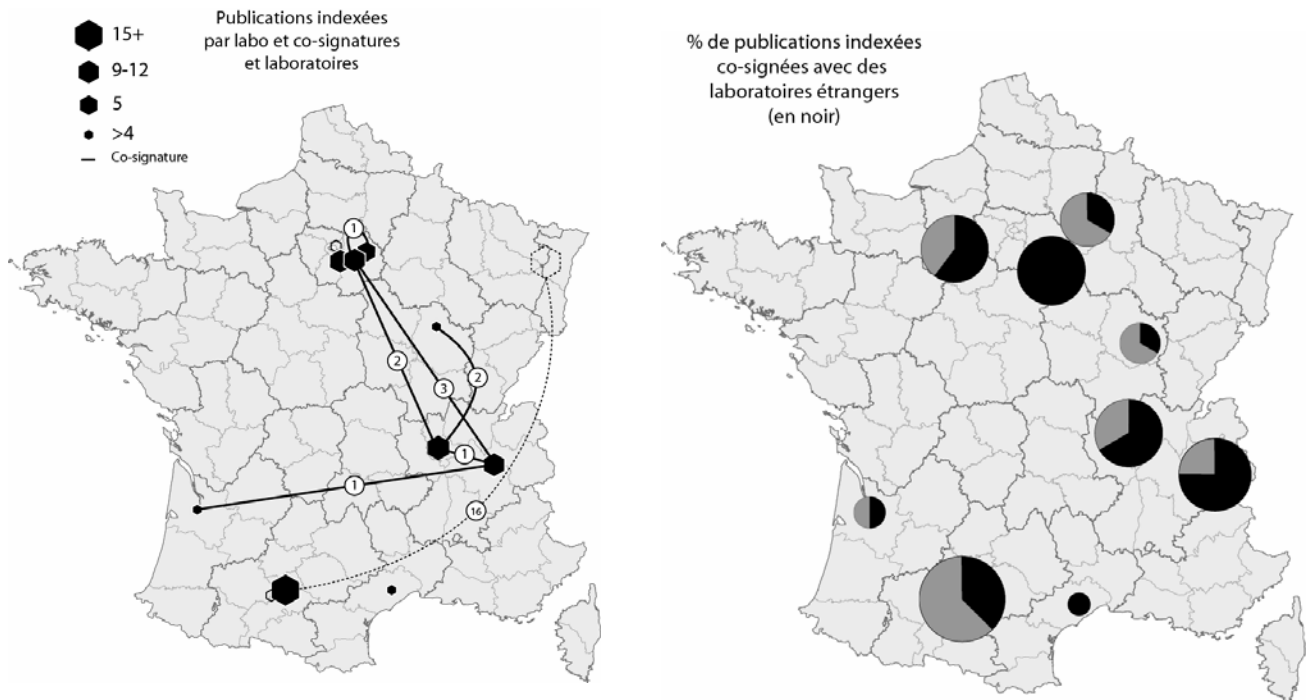 Publications indexées
par labo et co-signatures
et laboratoires
15+
9-12
5
>4
Co-signature
1
2
3
2
1
1
16
% de publications indexées
co-signées avec des
laboratoires étrangers
(en noir)